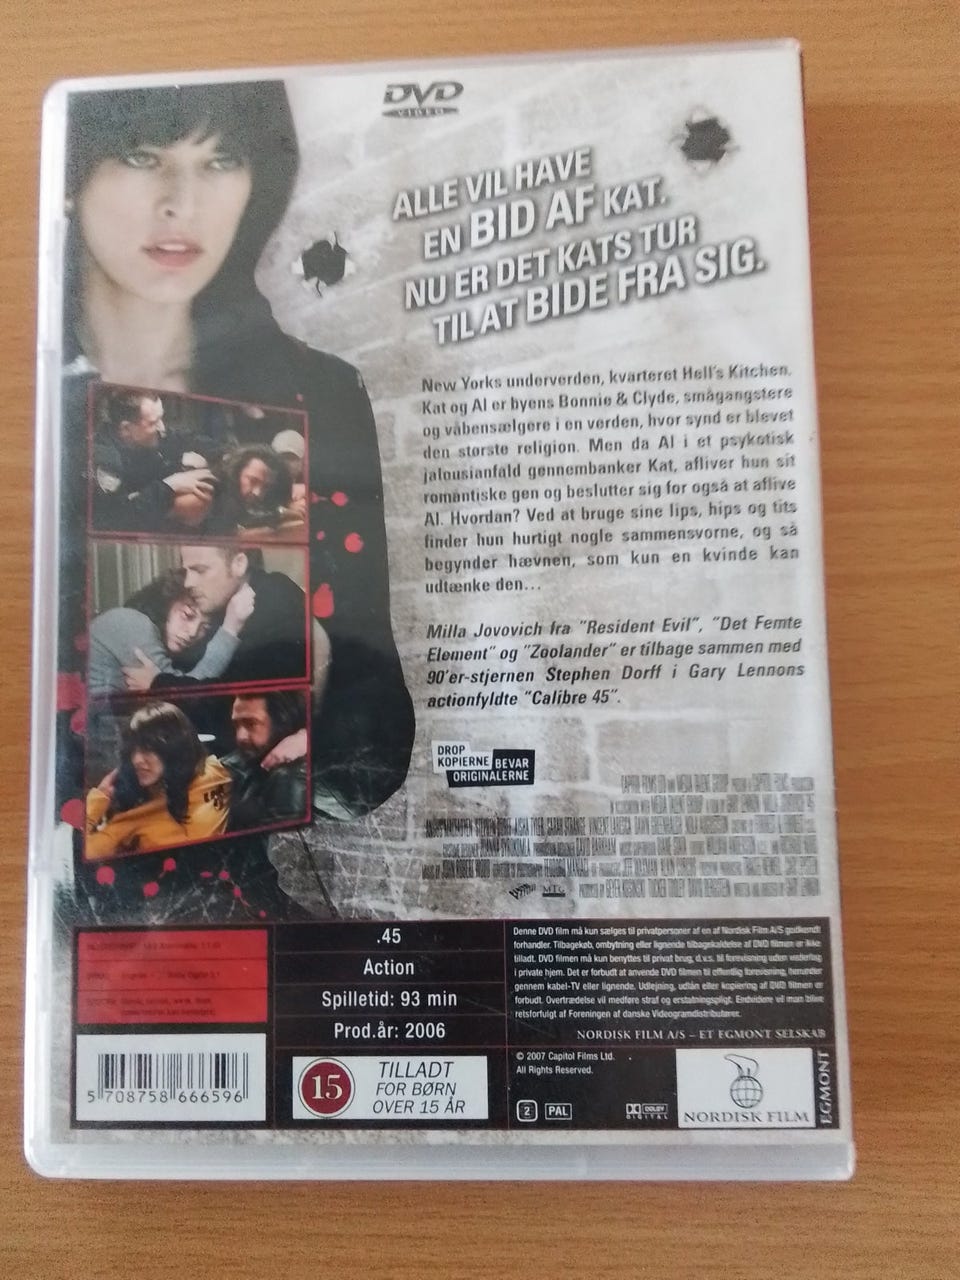 DVD
VIDEO
ALLE VIL HAVE
EN BID AF KAT.
NU ER DET KATS TUR
TIL AT BIDE FRA SIG.
New Yorks underverden, kvarteret Hell's Kitchen.
Kat og Al er byens Bonnie & Clyde, smågangstere
og våbensælgere i en verden, hvor synd er blevet
den største religion. Men da Al i et psykotisk
jalousianfald gennembanker Kat, afliver hun sit
romantiske gen og beslutter sig for også at aflive
Al. Hvordan? Ved at bruge sine lips, hips og tits
finder hun hurtigt nogle sammensvorne, og så
begynder hævnen, som kun en kvinde kan
udtænke den...
Milla Jovovich fra "Resident Evil", "Det Femte
Element" og "Zoolander" er tilbage sammen med
90'er-stjernen Stephen Dorff i Gary Lennons
actionfyldte "Calibre 45".
DROP
KOPIERNE BEVAR
ORIGINALERNE
MTG
.45
Action
Spilletid: 93 min
Prod.år: 2006
Denne DVD film må kun sælges til privatpersoner af en af Nordisk Film A/S godkendt
forhandler. Tilbagekøb, ombytning eller lignende tilbagekaldelse af DVD filmen er ikke
tilladt. DVD filmen må kun benyttes til privat brug, d.v.s. til forevisning uden vederlag
i private hjem. Det er forbudt at anvende DVD filmen til offentlig forevisning, herunder
gennem kabel-TV eller lignende. Udlejning, udlån eller kopiering af DVD filmen er
forbudt. Overtrædelse vil medføre straf og erstatningspligt. Endvidere vil man blive
retsforfulgt af Foreningen af danske Videogramdistributører.
NORDISK FILM A/S – ET EGMONT SELSKAB
5 708758 666596
15
TILLADT
FOR BØRN
OVER 15 ÅR
© 2007 Capitol Films Ltd.
All Rights Reserved.
2 PAL
DOLBY
DIGITAL
NORDISK FILM
EGMONT